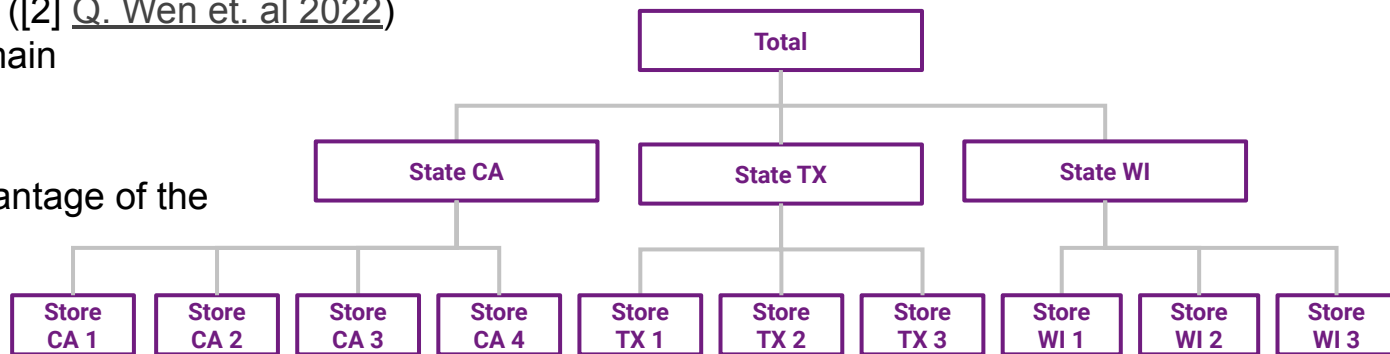 ([2] Q. Wen et. al 2022)
main
antage of the
Total
State CA
State TX
State WI
Store
CA 1
Store
CA 2
Store
CA 3
Store
CA 4
Store
TX 1
Store
TX 2
Store
TX 3
Store
WI 1
Store
WI 2
Store
WI 3